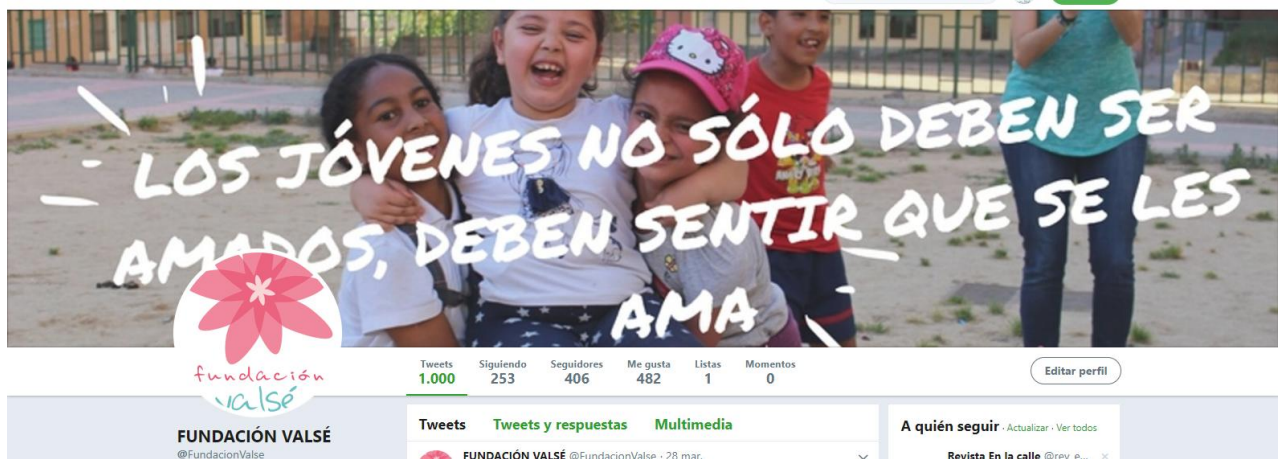 LOS JÓVENES NO SÓLO DEBEN SER
AMADOS, DEBEN SENTIR QUE SE LES
AMA
fundación
valsé
Tweets Siguiendo Seguidores Me gusta Listas Momentos
1.000 253 406 482 1 0
Editar perfil
FUNDACIÓN VALSÉ
@FundacionValse
Tweets Tweets y respuestas Multimedia
FUNDACIÓN VALSÉ @FundacionValse · 28 mar.
A quién seguir · Actualizar · Ver todos
Revista En la calle @rev_e...